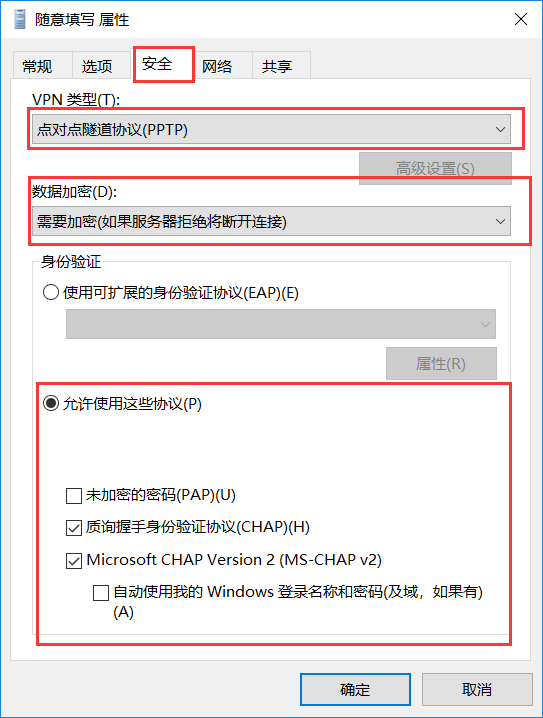 随意填写 属性
常规 选项 安全 网络 共享
VPN 类型(T):
点对点隧道协议(PPTP)
高级设置(S)
数据加密(D):
需要加密(如果服务器拒绝将断开连接)
身份验证
使用可扩展的身份验证协议(EAP)(E)
属性(R)
允许使用这些协议(P)
未加密的密码(PAP)(U)
质询握手身份验证协议(CHAP)(H)
Microsoft CHAP Version 2 (MS-CHAP v2)
自动使用我的 Windows 登录名称和密码(及域，如果有)
(A)
确定 取消